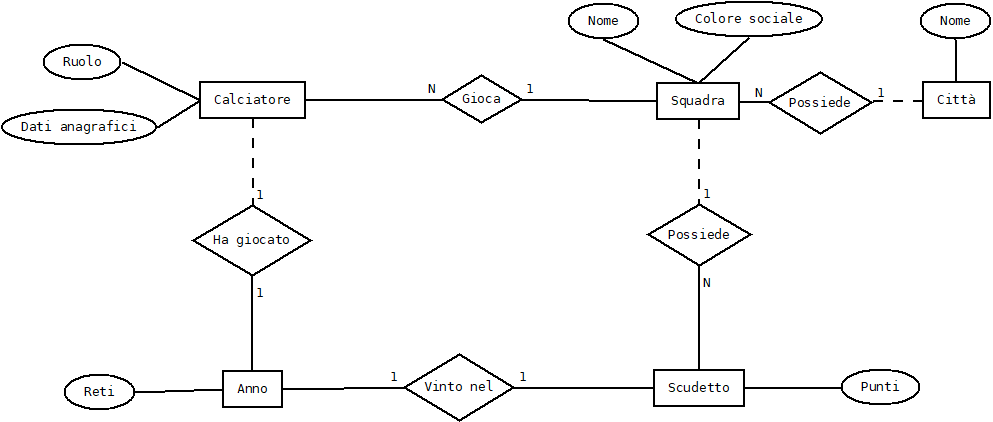 Nome
Colore sociale
Nome
Ruolo
Calciatore
N
Gioca
1
Squadra
N
Possiede
1
Città
Dati anagrafici
1
1
Ha giocato
Possiede
1
N
Reti
Anno
1
Vinto nel
1
Scudetto
Punti